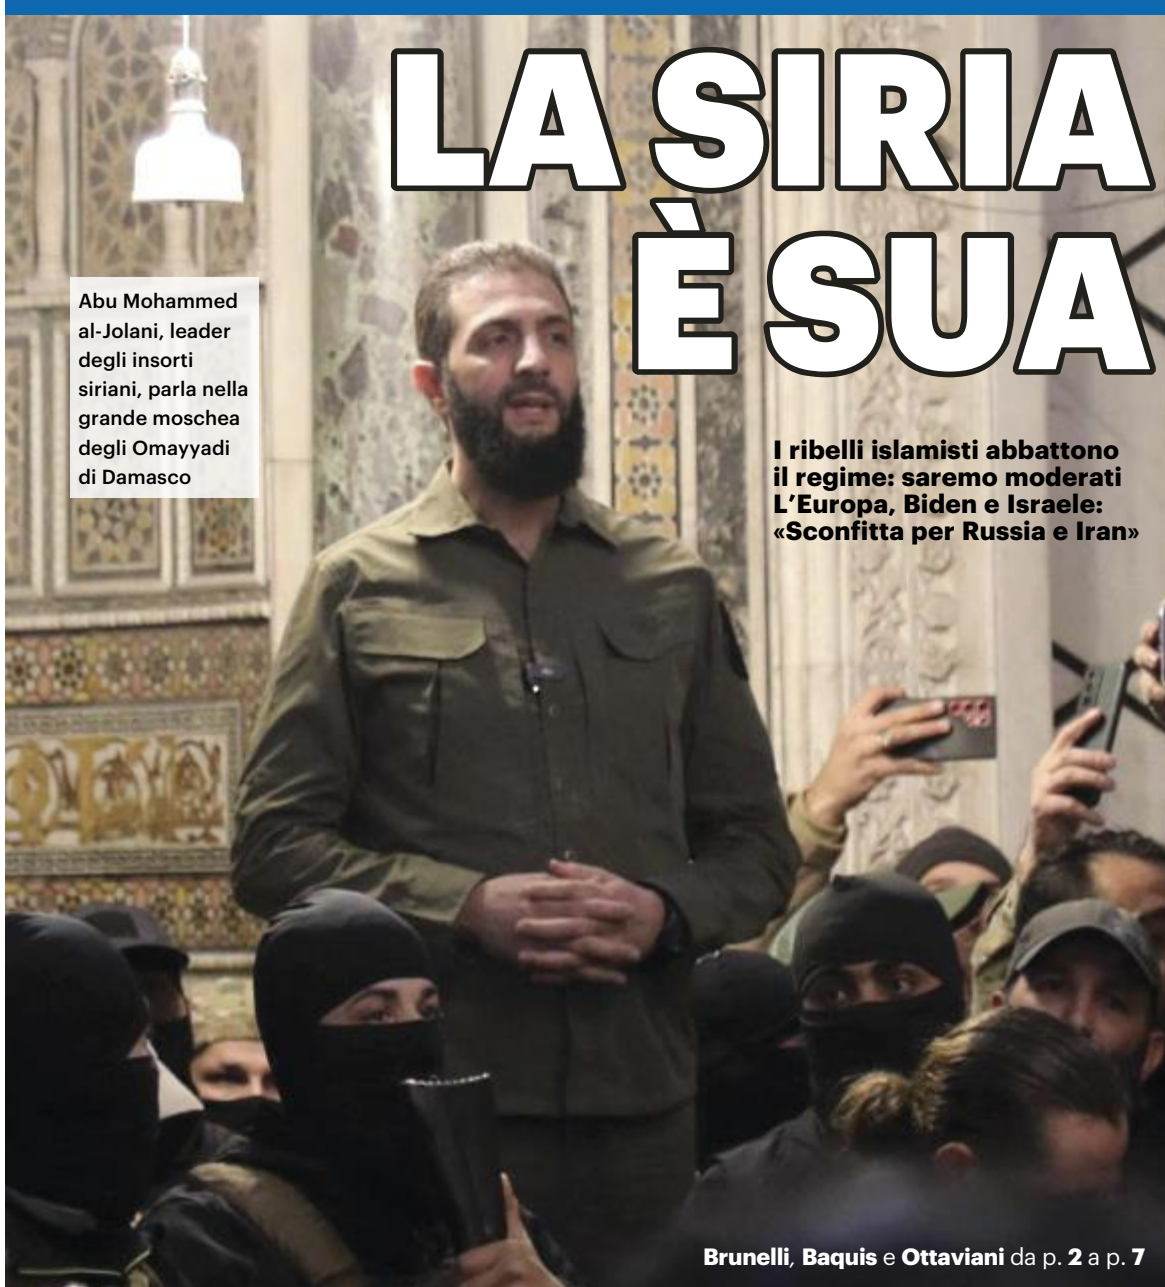 LA SIRIA
È SUA
Abu Mohammed
al-Jolani, leader
degli insorti
siriani, parla nella
grande moschea
degli Omayyadi
di Damasco
I ribelli islamisti abbattono
il regime: saremo moderati
L'Europa, Biden e Israele:
«Sconfitta per Russia e Iran»
Brunelli, Baquis e Ottaviani da p. 2 a p. 7